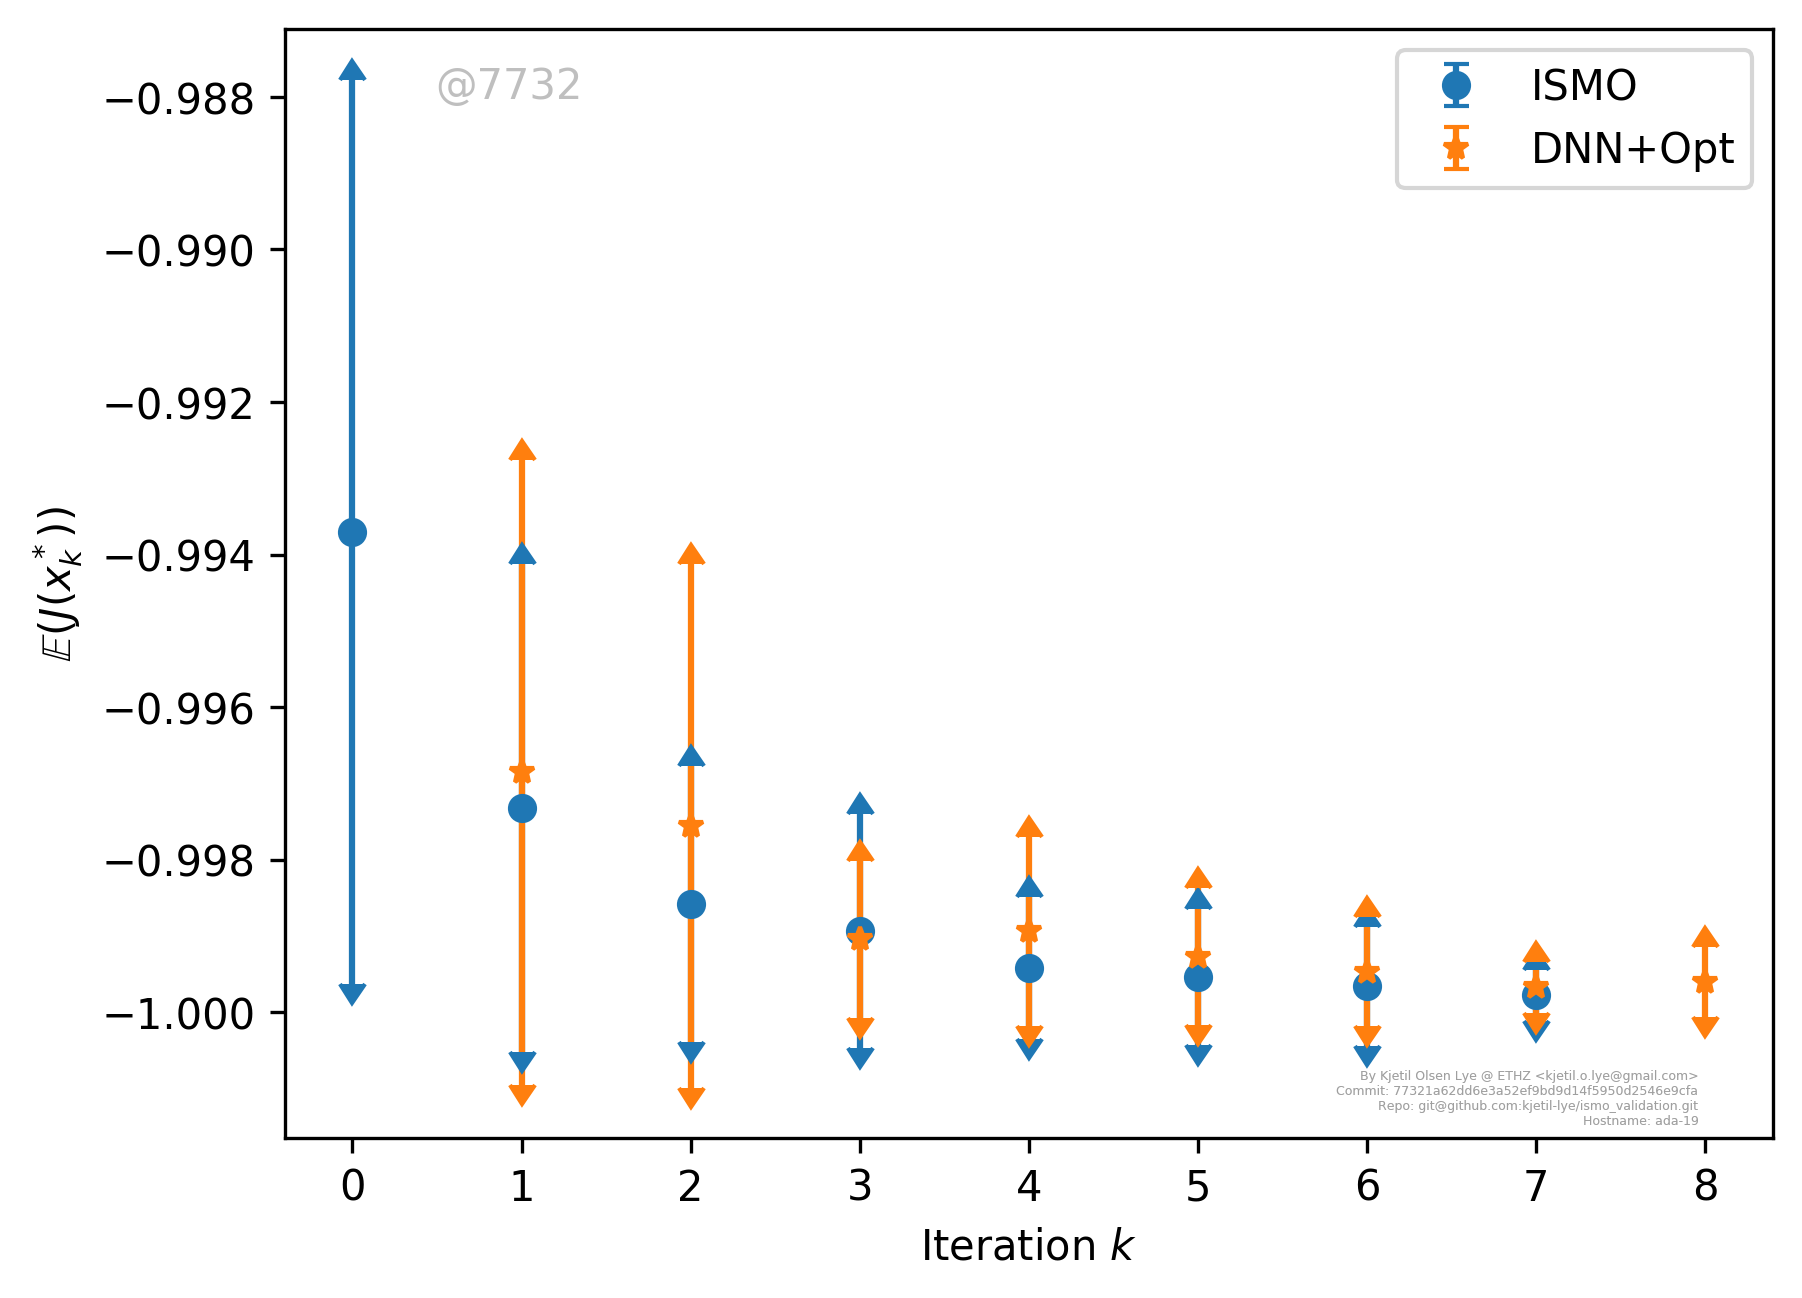 @7732
ISMO
DNN+Opt
−0.988
−0.990
−0.992
−0.994
−0.996
−0.998
−1.000
𝔼(J(x*k))
By Kjetil Olsen Lye @ ETHZ <kjetil.o.lye@gmail.com>
Commit: 77321a62dd6e3a52ef9bd9d14f5950d2546e9cfa
Repo: git@github.com:kjetil-lye/ismo_validation.git
Hostname: ada-19
0 1 2 3 4 5 6 7 8
Iteration k